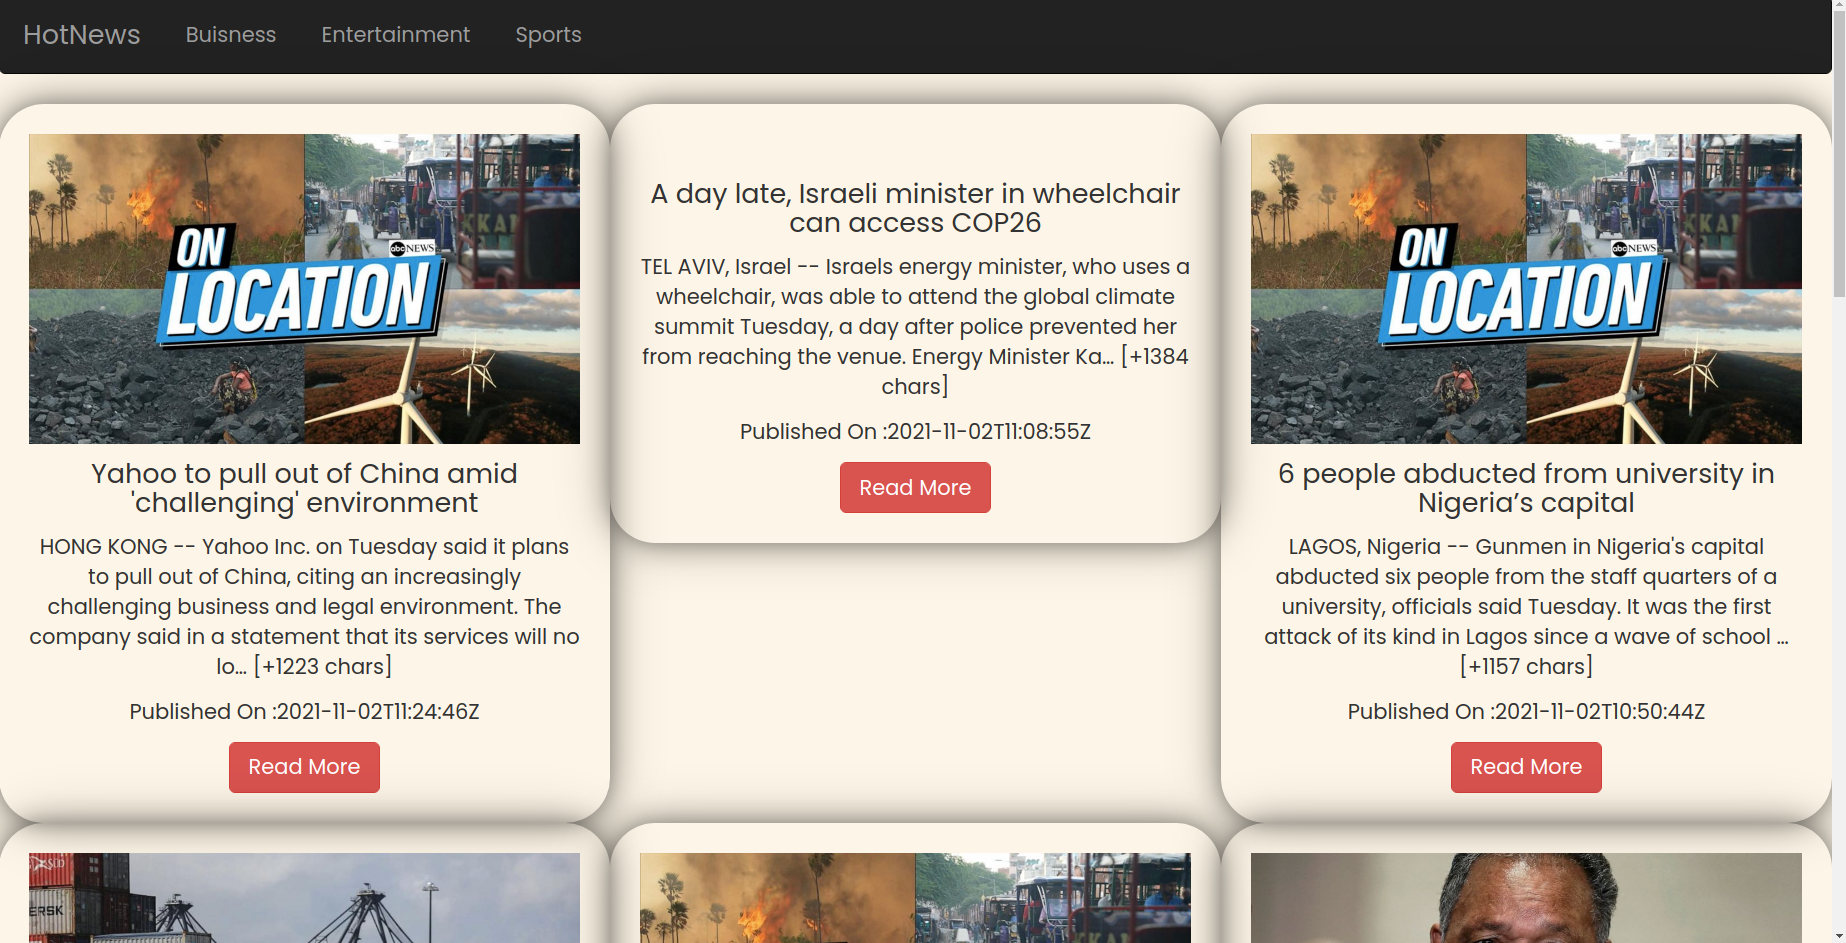 HotNews Buisness Entertainment Sports
ON
abc NEWS
LOCATION
Yahoo to pull out of China amid
'challenging' environment
HONG KONG -- Yahoo Inc. on Tuesday said it plans
to pull out of China, citing an increasingly
challenging business and legal environment. The
company said in a statement that its services will no
lo... [+1223 chars]
Published On :2021-11-02T11:24:46Z
Read More
A day late, Israeli minister in wheelchair
can access COP26
TEL AVIV, Israel -- Israels energy minister, who uses a
wheelchair, was able to attend the global climate
summit Tuesday, a day after police prevented her
from reaching the venue. Energy Minister Ka... [+1384
chars]
Published On :2021-11-02T11:08:55Z
Read More
ON
abc NEWS
LOCATION
6 people abducted from university in
Nigeria’s capital
LAGOS, Nigeria -- Gunmen in Nigeria's capital
abducted six people from the staff quarters of a
university, officials said Tuesday. It was the first
attack of its kind in Lagos since a wave of school ...
[+1157 chars]
Published On :2021-11-02T10:50:44Z
Read More